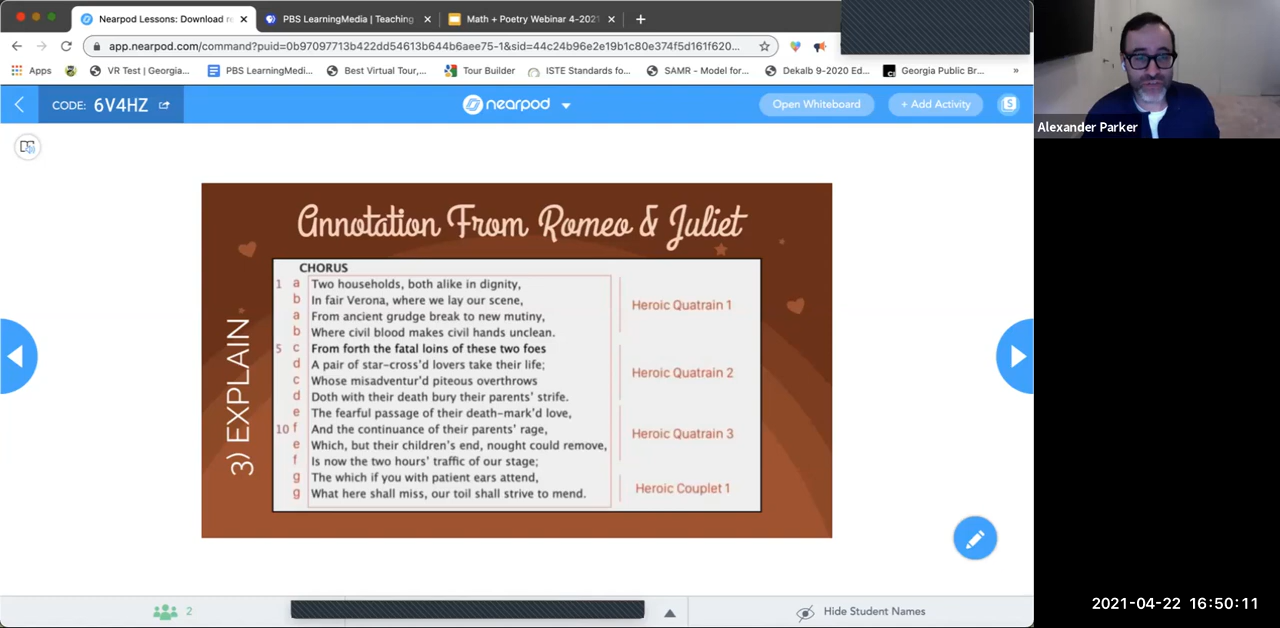 Nearpod Lessons: Download re
PBS LearningMedia | Teaching
Math + Poetry Webinar 4-2021
app.nearpod.com/command?puid=0b97097713b422dd54613b644b6aee75-1&sid=44c24b96e2e19b1c80e374f5d161f620...
Apps
VR Test | Georgia...
PBS LearningMedi...
Best Virtual Tour,...
Tour Builder
ISTE Standards fo...
SAMR - Model for...
Dekalb 9-2020 Ed...
Georgia Public Br...
»
CODE: 6V4HZ
nearpod
Open Whiteboard
+ Add Activity
S
Alexander Parker
Annotation From Romeo & Juliet
3) EXPLAIN
CHORUS
1 a Two households, both alike in dignity,
b In fair Verona, where we lay our scene,
Heroic Quatrain 1
a From ancient grudge break to new mutiny,
b Where civil blood makes civil hands unclean.
5 c From forth the fatal loins of these two foes
d A pair of star-cross'd lovers take their life;
Heroic Quatrain 2
c Whose misadventur'd piteous overthrows
d Doth with their death bury their parents' strife.
e The fearful passage of their death-mark'd love,
10 f And the continuance of their parents' rage,
Heroic Quatrain 3
e Which, but their children's end, nought could remove,
f Is now the two hours' traffic of our stage;
g The which if you with patient ears attend,
Heroic Couplet 1
g What here shall miss, our toil shall strive to mend.
2
Hide Student Names
2021-04-22 16:50:11